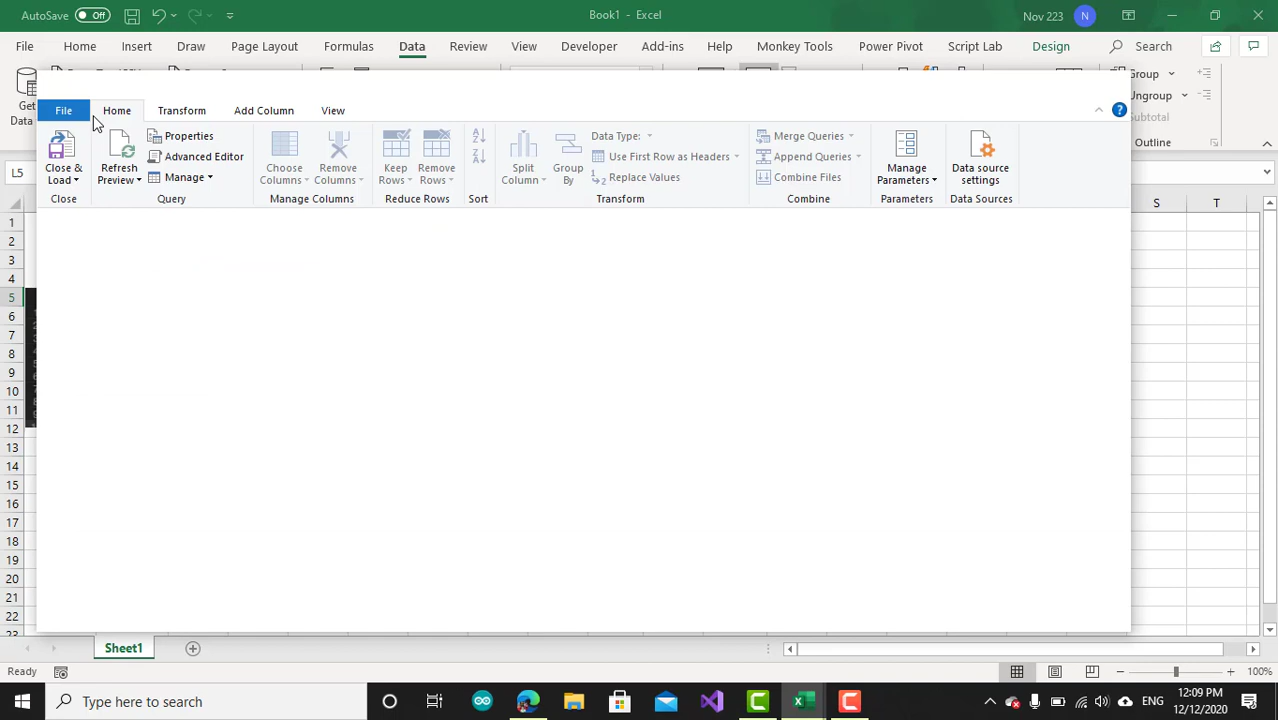 AutoSave Off Book1 - Excel Nov 223 N
File Home Insert Draw Page Layout Formulas Data Review View Developer Add-ins Help Monkey Tools Power Pivot Script Lab Design Search
Get
Data
Group
Ungroup
Subtotal
Outline
File Home Transform Add Column View
Close &
Load
Close
Refresh
Preview
Properties
Advanced Editor
Manage
Query
Choose
Columns
Remove
Columns
Manage Columns
Keep
Rows
Remove
Rows
Reduce Rows
Sort
Split
Column
Group
By
Data Type:
Use First Row as Headers
Replace Values
Transform
Merge Queries
Append Queries
Combine Files
Combine
Manage
Parameters
Parameters
Data source
settings
Data Sources
L5
S T
1
2
3
4
5
6
7
8
9
10
11
12
13
14
15
16
17
18
19
20
21
22
23
Sheet1
Ready 100%
Type here to search ENG 12:09 PM
12/12/2020